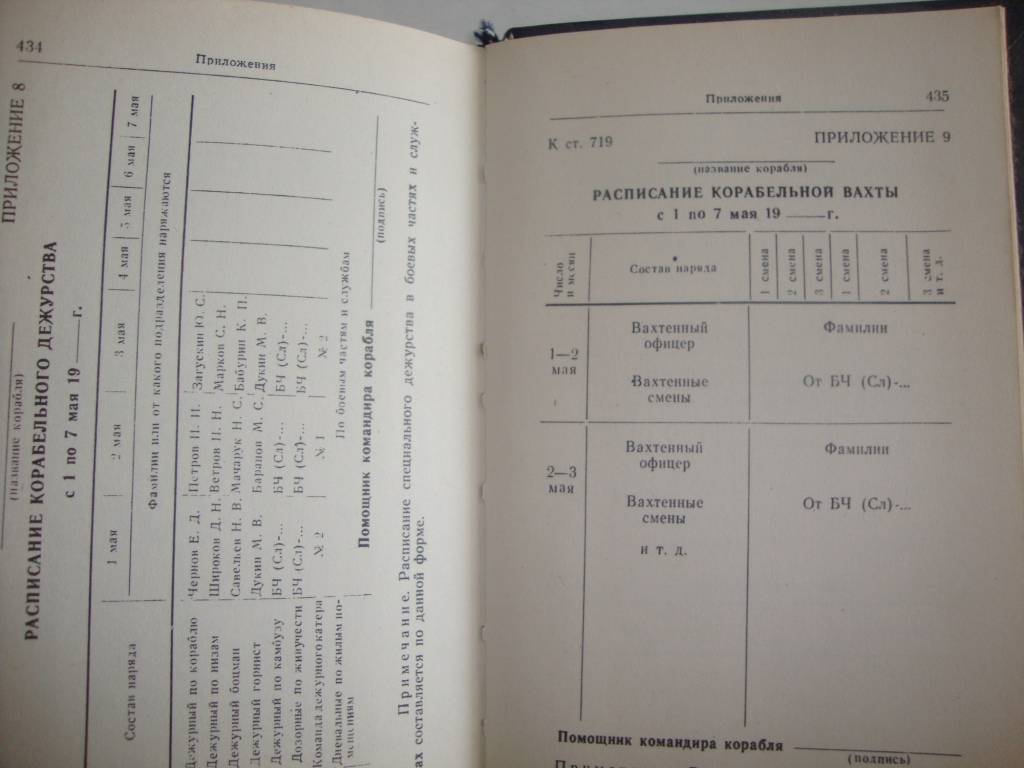 434
Приложения
ПРИЛОЖЕНИЕ 8
(название корабля)
РАСПИСАНИЕ КОРАБЕЛЬНОГО ДЕЖУРСТВА
с 1 по 7 мая 19 г.
Состав наряда 1 мая 2 мая 3 мая 4 мая 5 мая 6 мая 7 мая
Фамилии или от какого подразделения наряжаются
Дежурный по кораблю Чернов Е. Д. Петров И. И. Загускин Ю. С.
Дежурный по низам Широков Д. Н. Ветров Н. Н. Марков С. Н.
Дежурный боцман Савельев Н. В. Мачарук Н. С. Бабурин К. П.
Дежурный горнист Дукин М. В. Баранов М. С. Дукин М. В.
Дежурный по камбузу БЧ (Сл)-... БЧ (Сл)-... БЧ (Сл)-...
Дозорные по живучести БЧ (Сл)-... БЧ (Сл)-... БЧ (Сл)-...
Команда дежурного катера № 2 № 1 № 2
Дневальные по жилым по- По боевым частям и службам
мещениям
Помощник командира корабля
(подпись)
Примечание. Расписание специального дежурства в боевых частях и служ-
ах составляется по данной форме.
Приложения
435
К ст. 719
ПРИЛОЖЕНИЕ 9
(название корабля)
РАСПИСАНИЕ КОРАБЕЛЬНОЙ ВАХТЫ
с 1 по 7 мая 19 г.
Число и месяц Состав наряда 1 смена 2 смена 3 смена 1 смена 2 смена 3 смена и т. д.
1—2 мая
Вахтенный офицер Фамилии
Вахтенные смены От БЧ (Сл)-...
2—3 мая
Вахтенный офицер Фамилии
Вахтенные смены От БЧ (Сл)-...
и т. д.
Помощник командира корабля
(подпись)